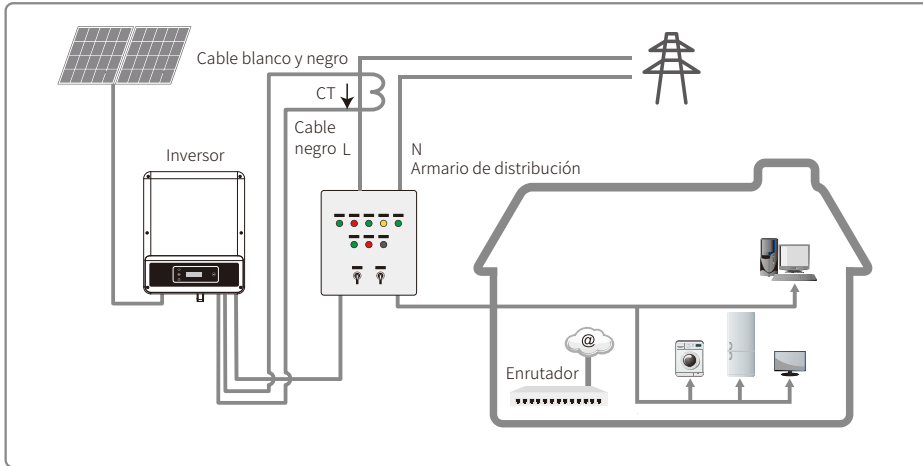 Cable blanco y negro
CT
Cable
negro L
N
Armario de distribución
Inversor
@
Enrutador